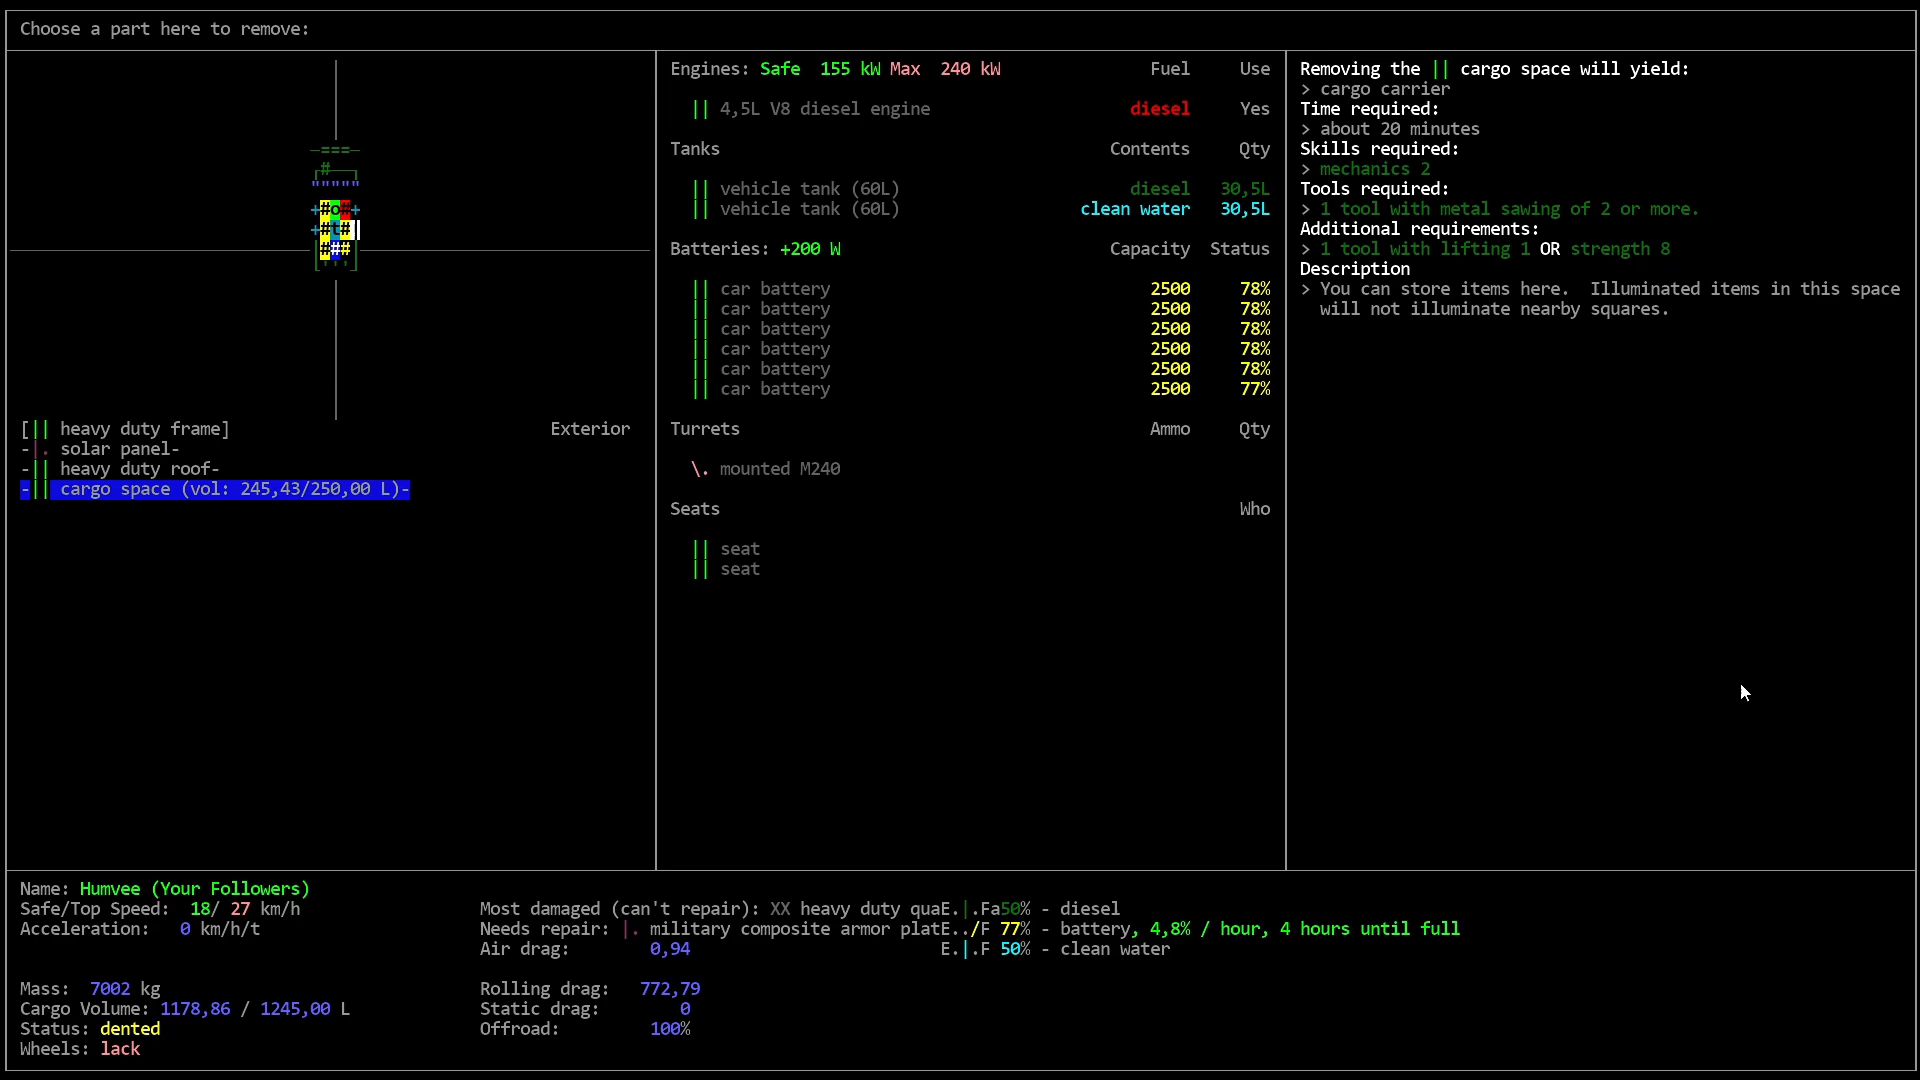 Choose a part here to remove:
[|| heavy duty frame] Exterior
-|. solar panel-
-|| heavy duty roof-
-|| cargo space (vol: 245,43/250,00 L)-
Engines: Safe 155 kW Max 240 kW Fuel Use
|| 4,5L V8 diesel engine diesel Yes
Tanks Contents Qty
|| vehicle tank (60L) diesel 30,5L
|| vehicle tank (60L) clean water 30,5L
Batteries: +200 W Capacity Status
|| car battery 2500 78%
|| car battery 2500 78%
|| car battery 2500 78%
|| car battery 2500 78%
|| car battery 2500 78%
|| car battery 2500 77%
Turrets Ammo Qty
\. mounted M240
Seats Who
|| seat
|| seat
Removing the || cargo space will yield:
> cargo carrier
Time required:
> about 20 minutes
Skills required:
> mechanics 2
Tools required:
> 1 tool with metal sawing of 2 or more.
Additional requirements:
> 1 tool with lifting 1 OR strength 8
Description
> You can store items here. Illuminated items in this space
will not illuminate nearby squares.
Name: Humvee (Your Followers)
Safe/Top Speed: 18/ 27 km/h
Acceleration: 0 km/h/t
Mass: 7002 kg
Cargo Volume: 1178,86 / 1245,00 L
Status: dented
Wheels: lack
Most damaged (can't repair): XX heavy duty quaE.|.Fa50% - diesel
Needs repair: |. military composite armor platE../F 77% - battery, 4,8% / hour, 4 hours until full
Air drag: 0,94 E.|.F 50% - clean water
Rolling drag: 772,79
Static drag: 0
Offroad: 100%